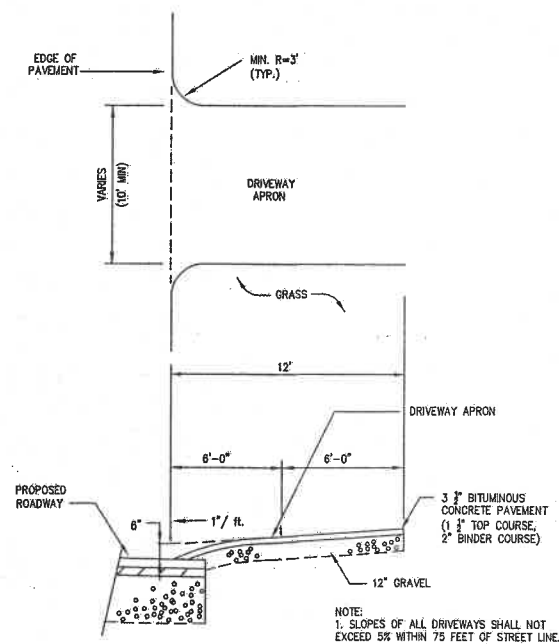 EDGE OF
PAVEMENT
MIN. R=3'
(TYP.)
VARIES
(10' MIN)
DRIVEWAY
APRON
GRASS
12'
DRIVEWAY APRON
6'-0"
6'-0"
PROPOSED
ROADWAY
6"
1"/ ft.
3 ½" BITUMINOUS
CONCRETE PAVEMENT
(1 ½" TOP COURSE,
2" BINDER COURSE)
12" GRAVEL
NOTE:
1. SLOPES OF ALL DRIVEWAYS SHALL NOT
EXCEED 5% WITHIN 75 FEET OF STREET LINE